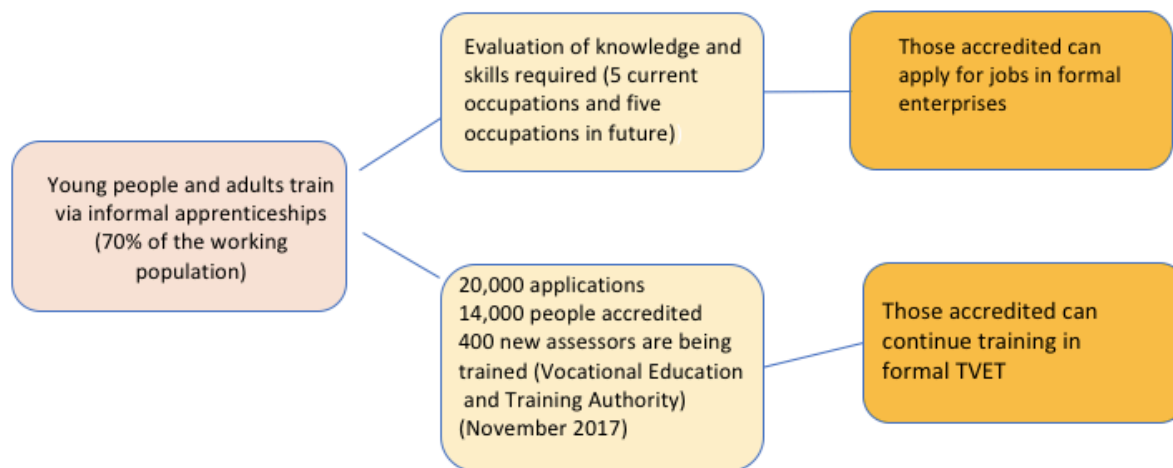 Young people and adults train
via informal apprenticeships
(70% of the working
population)
Evaluation of knowledge and
skills required (5 current
occupations and five
occupations in future)
Those accredited can
apply for jobs in formal
enterprises
20,000 applications
14,000 people accredited
400 new assessors are being
trained (Vocational Education
and Training Authority)
(November 2017)
Those accredited can
continue training in
formal TVET